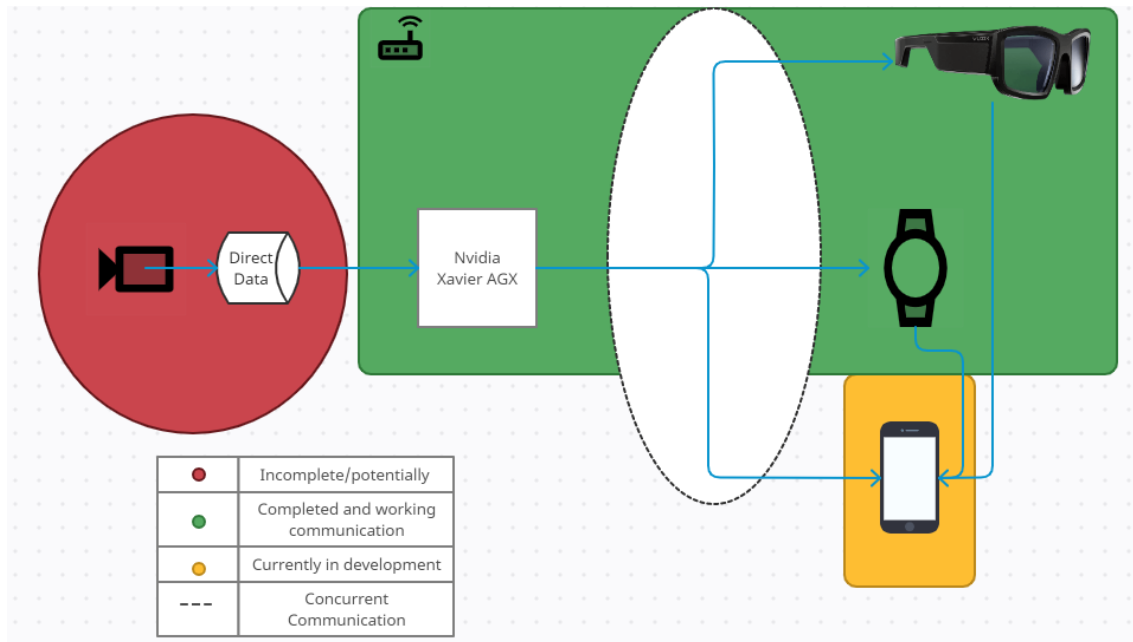 Direct
Data
Nvidia
Xavier AGX
Incomplete/potentially
Completed and working
communication
Currently in development
Concurrent
Communication